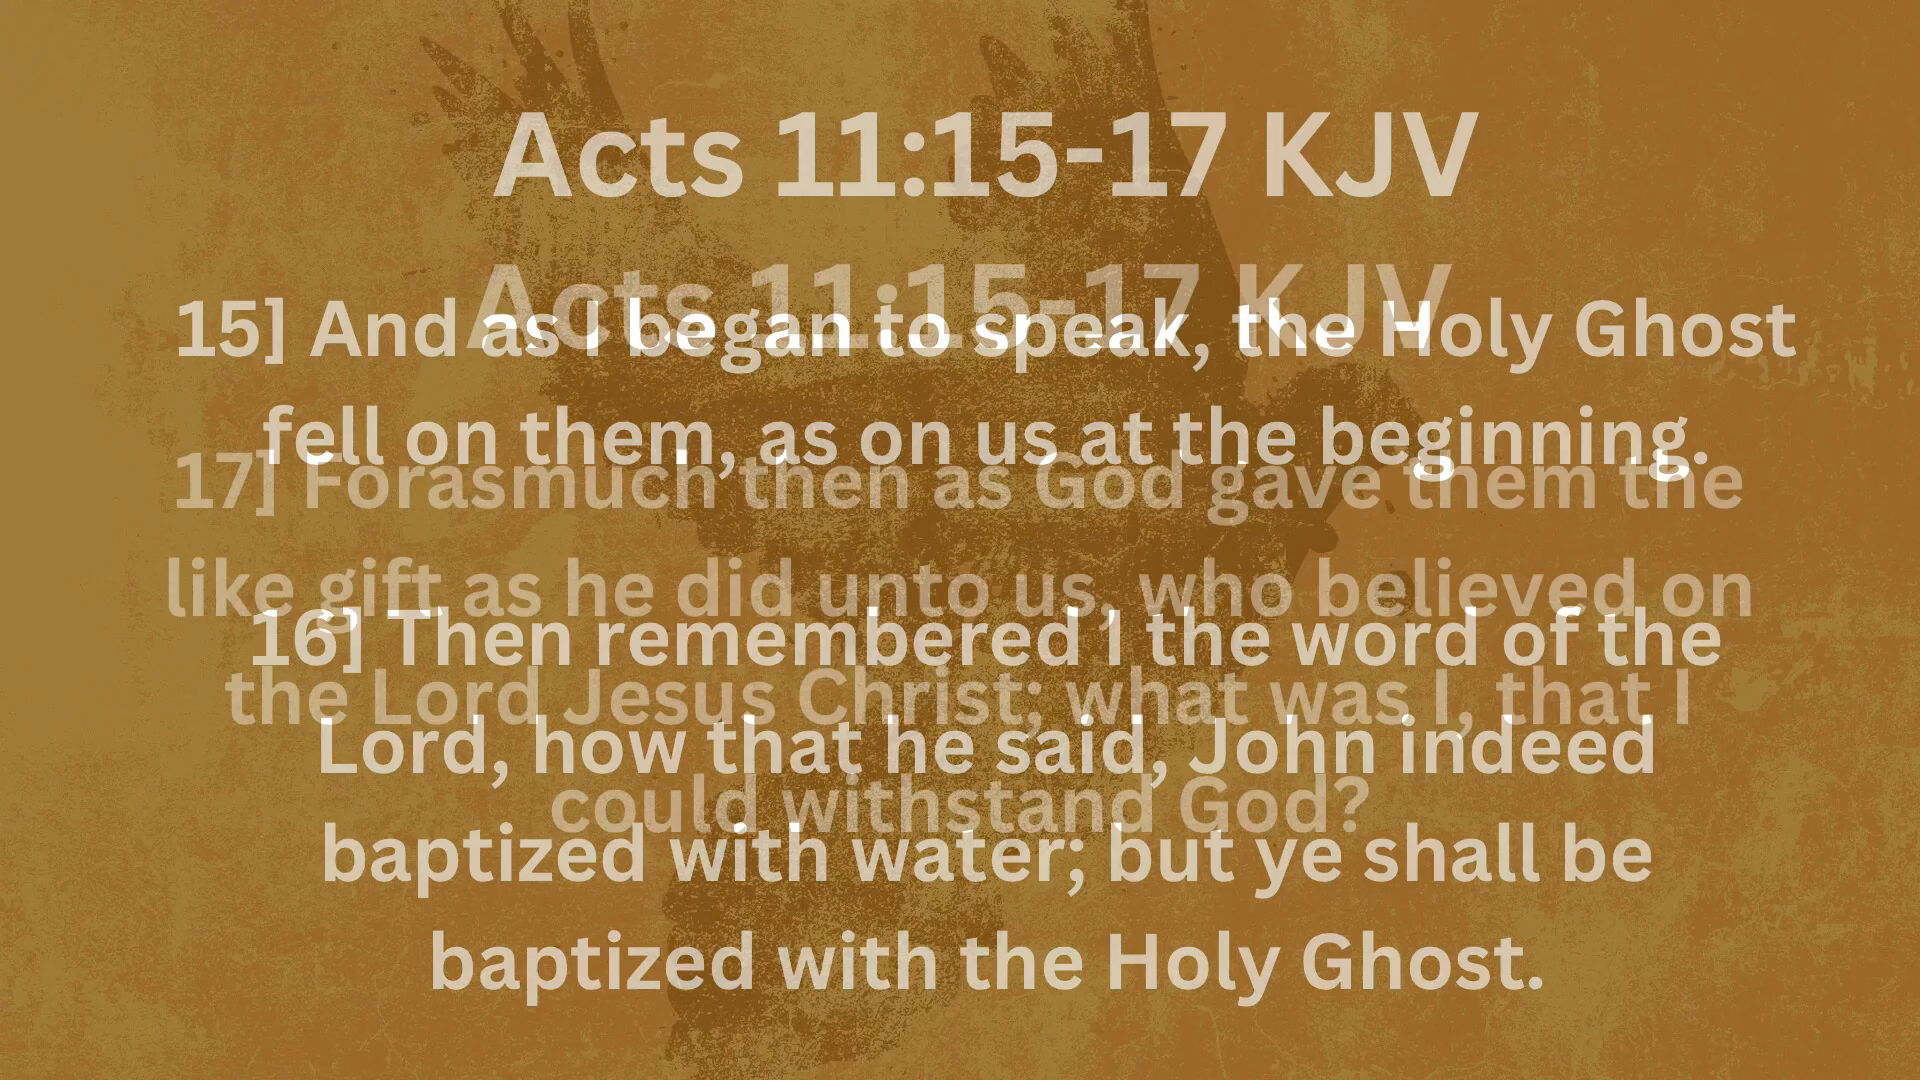 Acts 11:15-17 KJV
15] And as I began to speak, the Holy Ghost
fell on them, as on us at the beginning.
16] Then remembered I the word of the
Lord, how that he said, John indeed
baptized with water; but ye shall be
baptized with the Holy Ghost.
Acts 11:15-17 KJV
17] Forasmuch then as God gave them the
like gift as he did unto us, who believed on
the Lord Jesus Christ; what was I, that I
could withstand God?